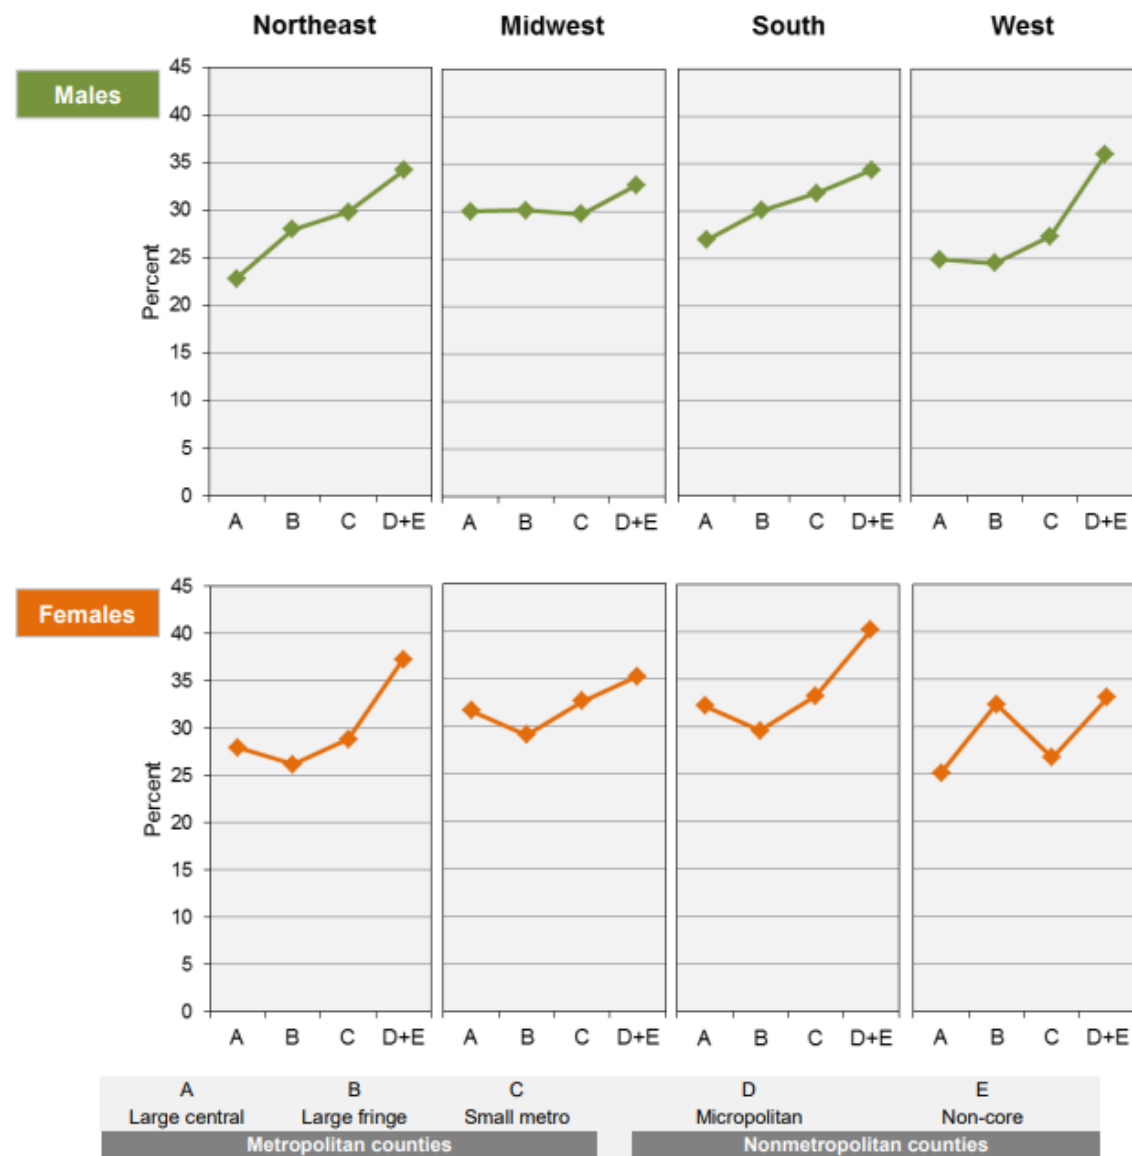 Northeast Midwest South West
Males
45
40
35
30
25
20
15
10
5
0
Percent
A B C D+E A B C D+E A B C D+E A B C D+E
Females
45
40
35
30
25
20
15
10
5
0
Percent
A B C D+E A B C D+E A B C D+E A B C D+E
A B C D E
Large central Large fringe Small metro Micropolitan Non-core
Metropolitan counties Nonmetropolitan counties